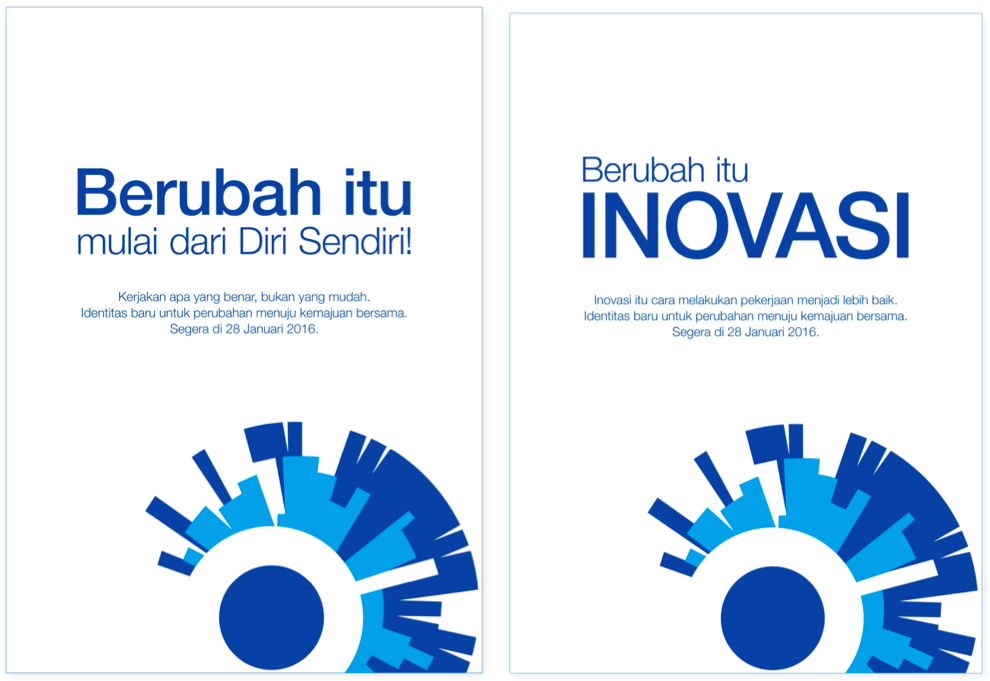 Berubah itu
mulai dari Diri Sendiri!
Kerjakan apa yang benar, bukan yang mudah.
Identitas baru untuk perubahan menuju kemajuan bersama.
Segera di 28 Januari 2016.
Berubah itu
INOVASI
Inovasi itu cara melakukan pekerjaan menjadi lebih baik.
Identitas baru untuk perubahan menuju kemajuan bersama.
Segera di 28 Januari 2016.